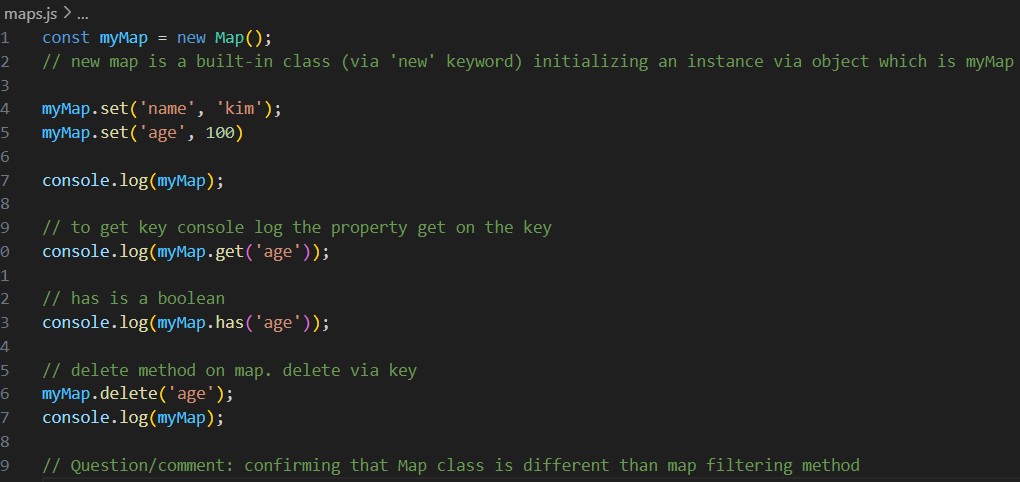 maps.js > ...
1 const myMap = new Map();
2 // new map is a built-in class (via 'new' keyword) initializing an instance via object which is myMap
3
4 myMap.set('name', 'kim');
5 myMap.set('age', 100)
6
7 console.log(myMap);
8
9 // to get key console log the property get on the key
0 console.log(myMap.get('age'));
1
2 // has is a boolean
3 console.log(myMap.has('age'));
4
5 // delete method on map. delete via key
6 myMap.delete('age');
7 console.log(myMap);
8
9 // Question/comment: confirming that Map class is different than map filtering method